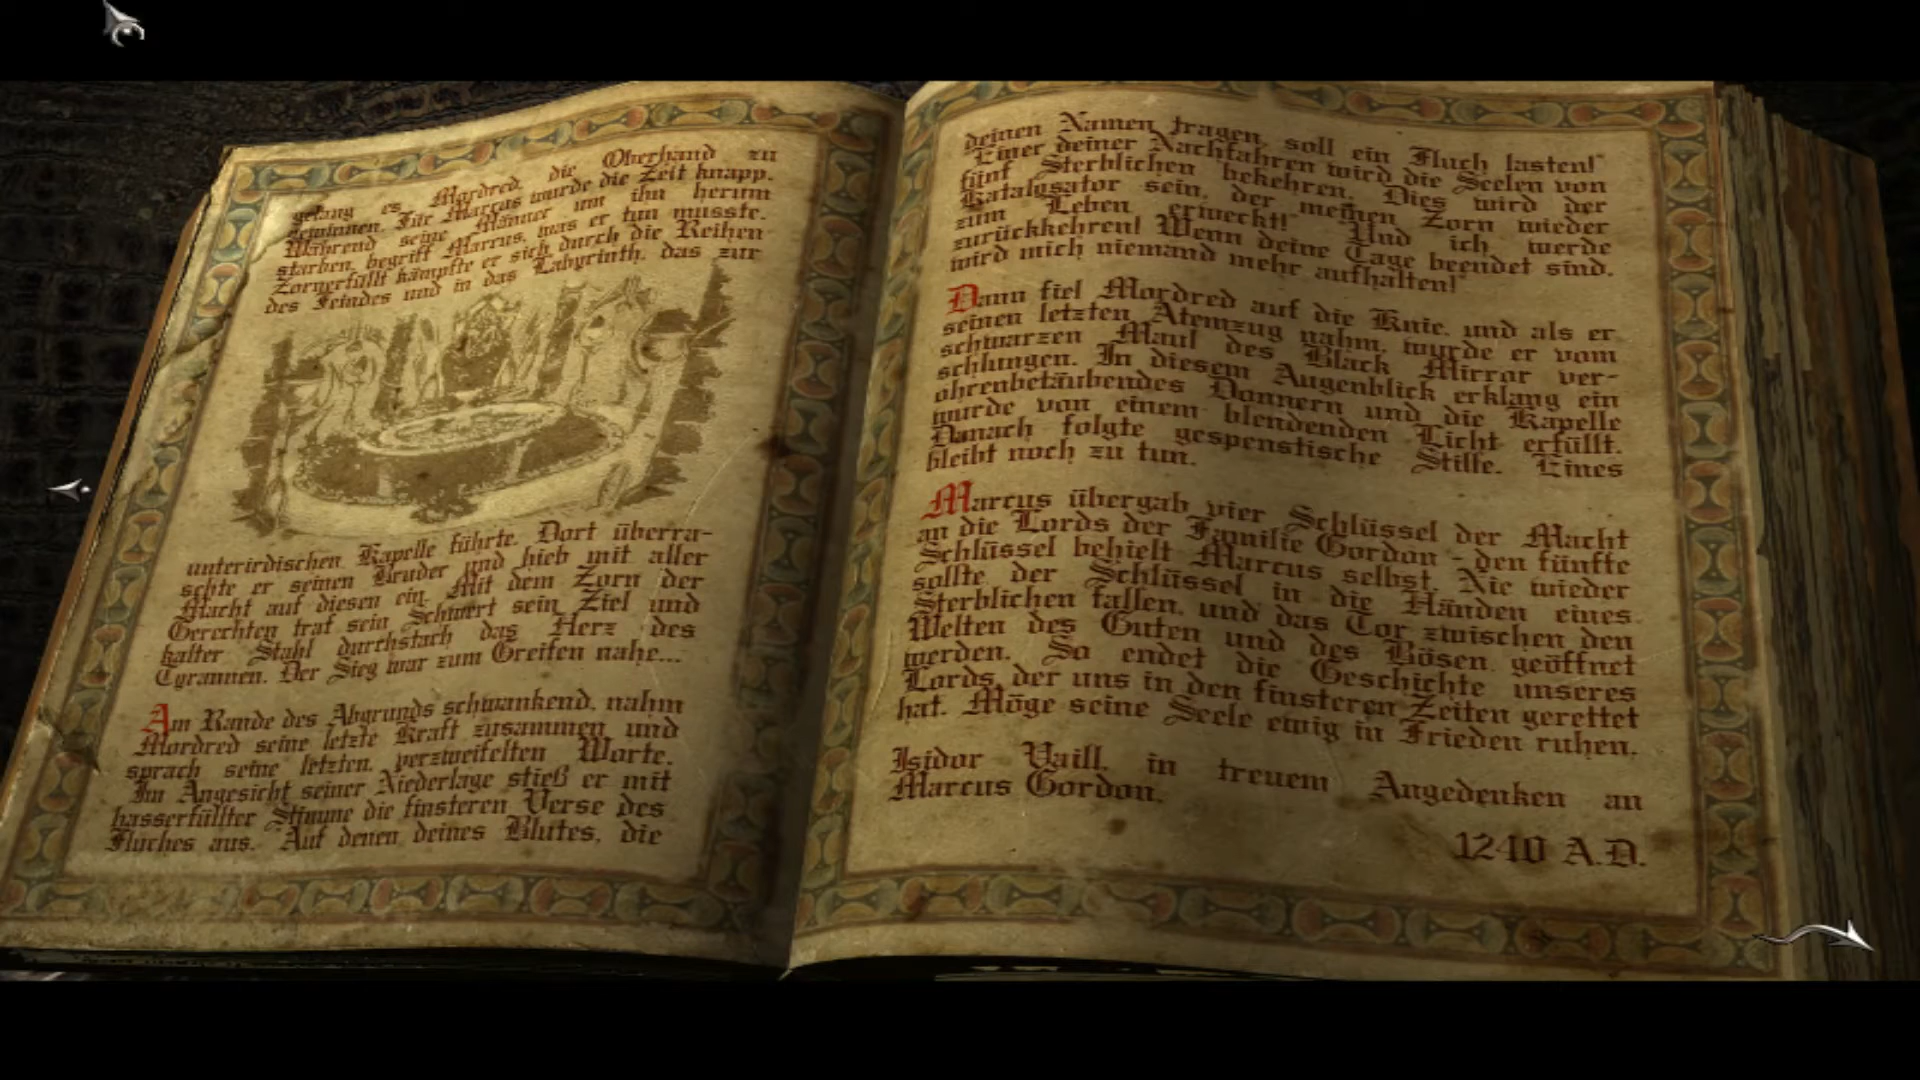 gelang es Mordred, die Oberhand zu
gewinnen. Für Marcus wurde die Zeit knapp.
Während seine Männer um ihn herum
starben, begriff Marcus, was er tun musste.
Zornerfüllt kämpfte er sich durch die Reihen
des Feindes und in das Labyrinth, das zur
unterirdischen Kapelle führte. Dort überra-
schte er seinen Bruder und hieb mit aller
Macht auf diesen ein. Mit dem Zorn der
Gerechten traf sein Schwert sein Ziel und
kalter Stahl durchstach das Herz des
Tyrannen. Der Sieg war zum Greifen nahe...
Am Rande des Abgrunds schwankend, nahm
Mordred seine letzte Kraft zusammen und
sprach seine letzten, verzweifelten Worte.
Im Angesicht seiner Niederlage stieß er mit
hasserfüllter Stimme die finsteren Verse des
Fluches aus. "Auf denen deines Blutes, die
deinen Namen tragen, soll ein Fluch lasten!"
"Einer deiner Nachfahren wird die Seelen von
fünf Sterblichen bekehren. Dies wird der
Katalysator sein, der meinen Zorn wieder
zum Leben erweckt!" "Und ich werde
zurückkehren! Wenn deine Tage beendet sind,
wird mich niemand mehr aufhalten!"
Dann fiel Mordred auf die Knie, und als er
seinen letzten Atemzug nahm, wurde er vom
schwarzen Maul des Black Mirror ver-
schlungen. In diesem Augenblick erklang ein
ohrenbetäubendes Donnern und die Kapelle
wurde von einem blendenden Licht erfüllt.
Danach folgte gespenstische Stille. Eines
bleibt noch zu tun.
Marcus übergab vier Schlüssel der Macht
an die Lords der Familie Gordon - den fünfte
Schlüssel behielt Marcus selbst. Nie wieder
sollte der Schlüssel in die Händen eines
Sterblichen fallen, und das Tor zwischen den
Welten des Guten und des Bösen geöffnet
werden. So endet die Geschichte unseres
Lords, der uns in den finsteren Zeiten gerettet
hat. Möge seine Seele ewig in Frieden ruhen.
Isidor Vaill, in treuem Angedenken an
Marcus Gordon.
1240 A.D.